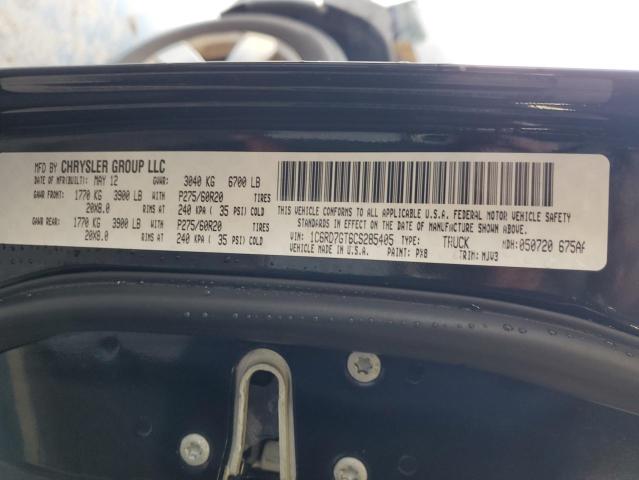 MFD BY CHRYSLER GROUP LLC
DATE OF MFR(BUILT): MAY 12 GVWR: 3040 KG 6700 LB
GAWR FRONT: 1770 KG 3900 LB WITH P275/60R20 TIRES
20X8.0 RIMS AT 240 KPA ( 35 PSI) COLD
GAWR REAR: 1770 KG 3900 LB WITH P275/60R20 TIRES
20X8.0 RIMS AT 240 KPA ( 35 PSI) COLD
THIS VEHICLE CONFORMS TO ALL APPLICABLE U.S.A. FEDERAL MOTOR VEHICLE SAFETY
STANDARDS IN EFFECT ON THE DATE OF MANUFACTURE SHOWN ABOVE.
VIN: 1C6RD7GT6CS285405 TYPE: TRUCK MDH: 050720 675AA
VEHICLE MADE IN U.S.A. PAINT: PX8 TRIM: MJV3